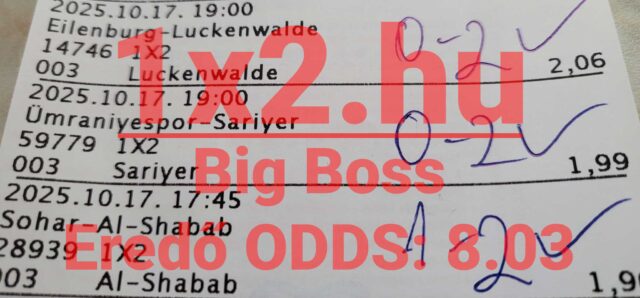 2025.10.17. 19:00
Eilenburg-Luckenwalde
14746 1X2
003 Luckenwalde 2,06
0-2
2025.10.17. 19:00
Ümraniyespor-Sariyer
59779 1X2
003 Sariyer 1,99
0-2
2025.10.17. 17:45
Sohar-Al-Shabab
28939 1X2
003 Al-Shabab
1-2
1x2.hu
Big Boss
Eredő ODDS: 8.03